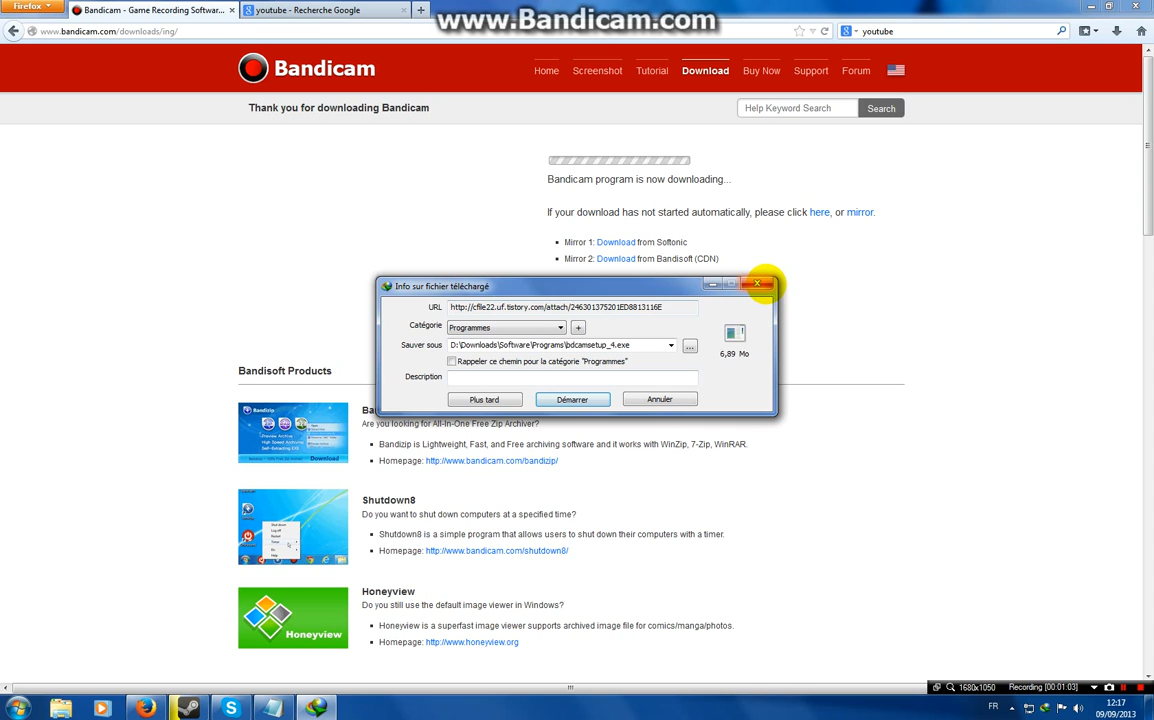 Firefox
Bandicam - Game Recording Softwar...
youtube - Recherche Google
www.Bandicam.com
www.bandicam.com/downloads/ing/
youtube
Bandicam
Home
Screenshot
Tutorial
Download
Buy Now
Support
Forum
Thank you for downloading Bandicam
Help Keyword Search
Search
Bandicam program is now downloading...
If your download has not started automatically, please click here, or mirror.
Mirror 1: Download from Softonic
Mirror 2: Download from Bandisoft (CDN)
Info sur fichier téléchargé
URL
http://cfile22.uf.tistory.com/attach/246301375201ED8813116E
Catégorie
Programmes
+
Sauver sous
D:\Downloads\Software\Programs\bdcamsetup_4.exe
...
6,89 Mo
Rappeler ce chemin pour la catégorie "Programmes"
Description
Plus tard
Démarrer
Annuler
Bandisoft Products
Ba
Are you looking for All-In-One Free Zip Archiver?
Bandizip is Lightweight, Fast, and Free archiving software and it works with WinZip, 7-Zip, WinRAR.
Homepage: http://www.bandicam.com/bandizip/
Shutdown8
Do you want to shut down computers at a specified time?
Shutdown8 is a simple program that allows users to shut down their computers with a timer.
Homepage: http://www.bandicam.com/shutdown8/
Honeyview
Do you still use the default image viewer in Windows?
Honeyview is a superfast image viewer supports archived image file for comics/manga/photos.
Homepage: http://www.honeyview.org
Honeyview
1680x1050
Recording [00:01:03]
FR
12:17
09/09/2013